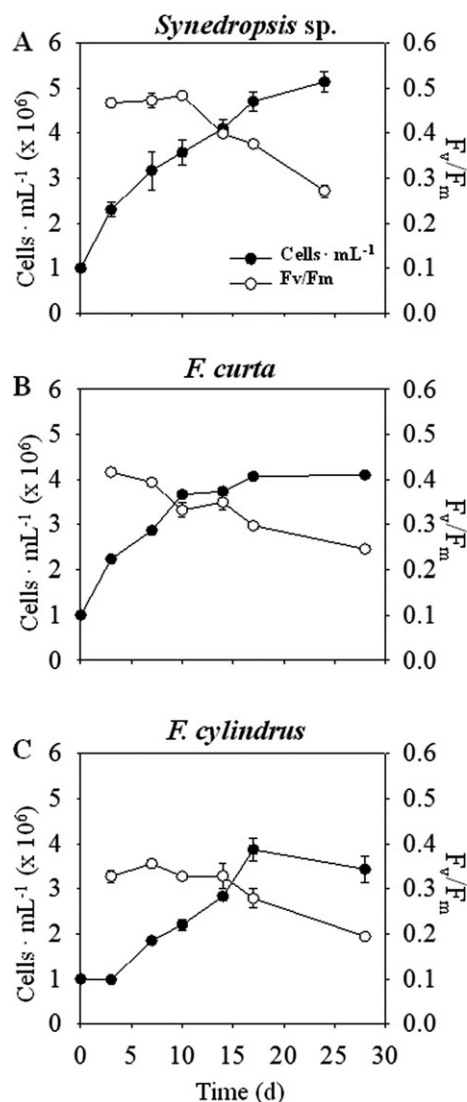 A
Synedropsis sp.
Cells · mL⁻¹ (x 10⁶)
6
5
4
3
2
1
0
0.6
0.5
0.4
0.3
0.2
0.1
0.0
Fv/Fm
Cells · mL⁻¹
Fv/Fm
B
F. curta
Cells · mL⁻¹ (x 10⁶)
6
5
4
3
2
1
0
0.6
0.5
0.4
0.3
0.2
0.1
0.0
Fv/Fm
C
F. cylindrus
Cells · mL⁻¹ (x 10⁶)
6
5
4
3
2
1
0
0.6
0.5
0.4
0.3
0.2
0.1
0.0
Fv/Fm
0 5 10 15 20 25 30
Time (d)